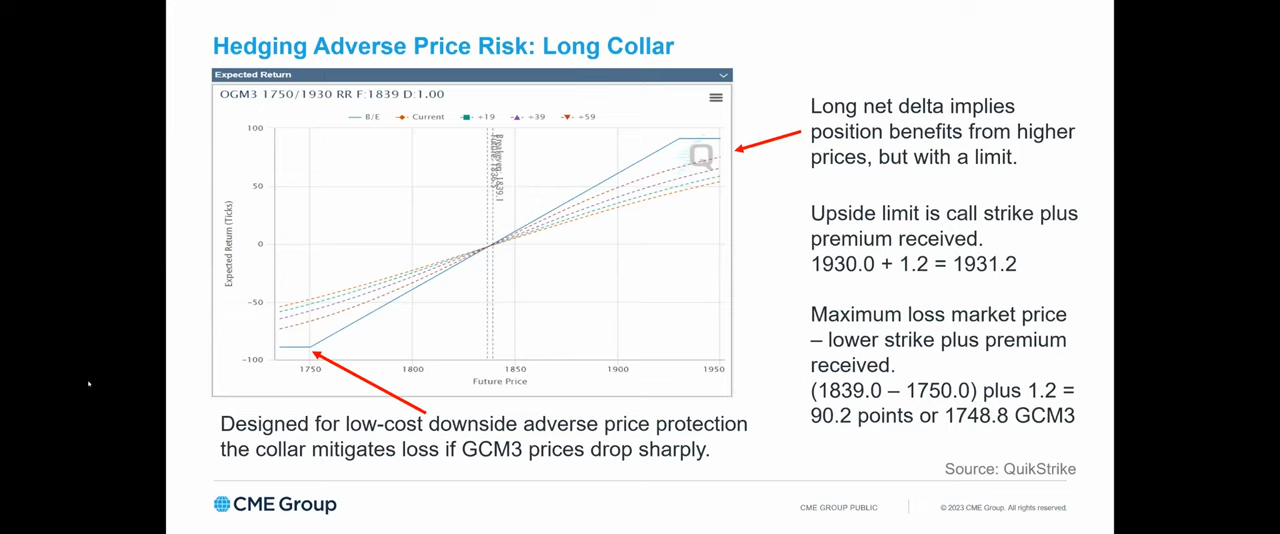 Hedging Adverse Price Risk: Long Collar
Expected Return
OGM3 1750/1930 RR F:1839 D:1.00
B/E Current +19 +39 +59
100
50
0
−50
−100
Expected Return (Ticks)
Breakeven: 1839.1
1750 1800 1850 1900 1950
Future Price
Q
Long net delta implies
position benefits from higher
prices, but with a limit.
Upside limit is call strike plus
premium received.
1930.0 + 1.2 = 1931.2
Maximum loss market price
– lower strike plus premium
received.
(1839.0 – 1750.0) plus 1.2 =
90.2 points or 1748.8 GCM3
Designed for low-cost downside adverse price protection
the collar mitigates loss if GCM3 prices drop sharply.
Source: QuikStrike
CME Group
CME GROUP PUBLIC
© 2023 CME Group. All rights reserved.